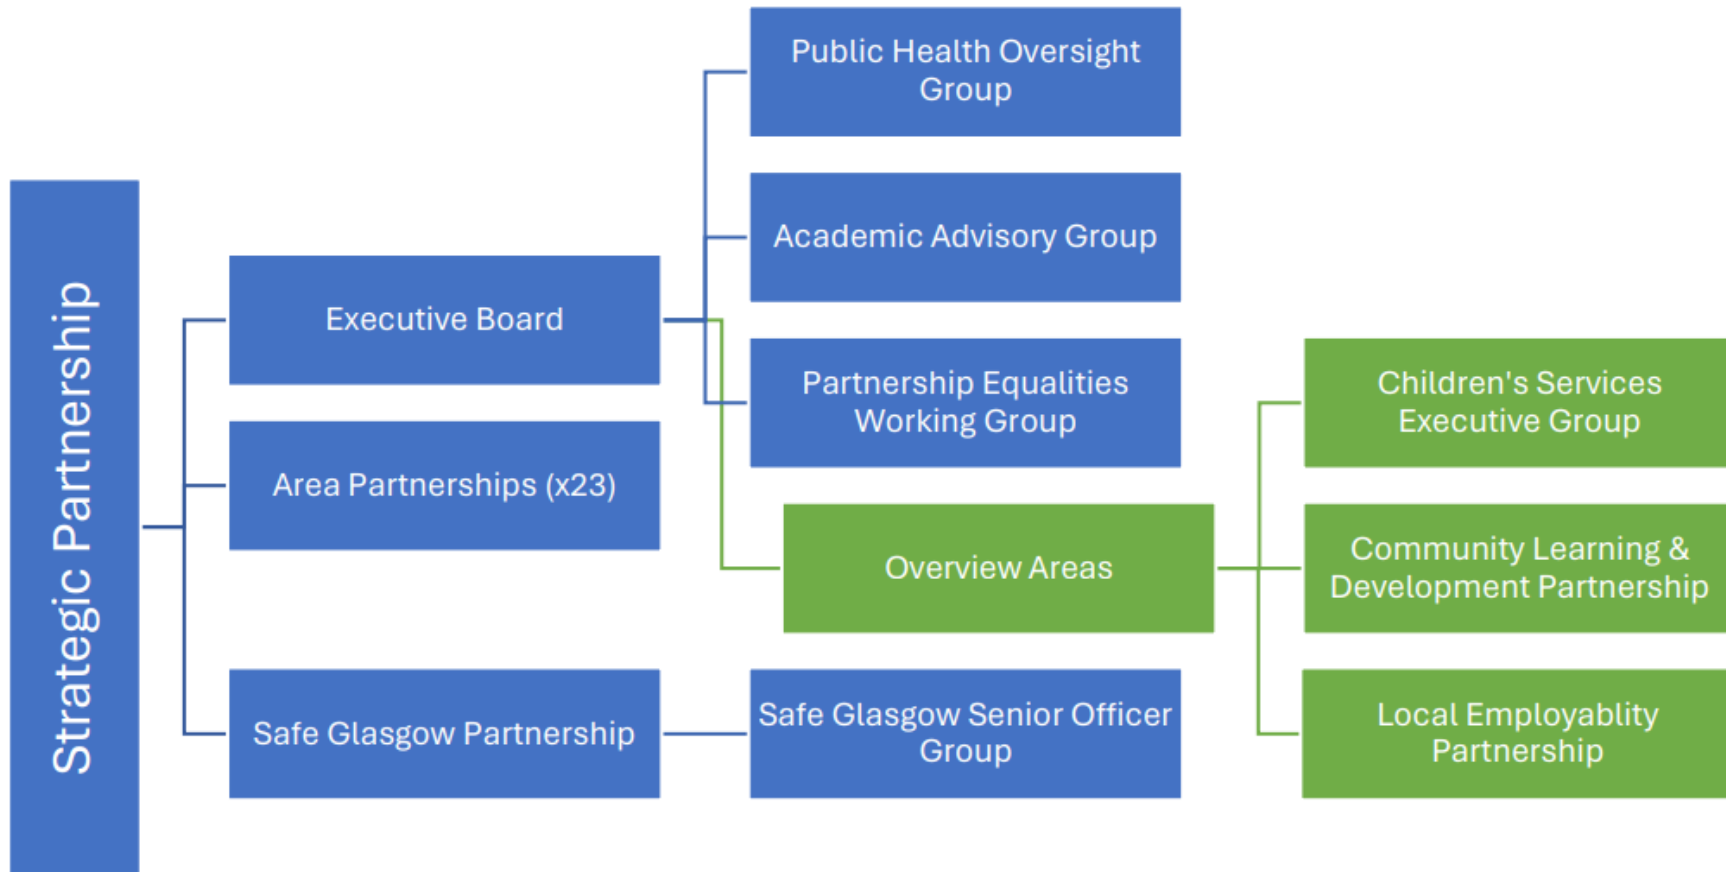 Strategic Partnership
Executive Board
Area Partnerships (x23)
Safe Glasgow Partnership
Public Health Oversight
Group
Academic Advisory Group
Partnership Equalities
Working Group
Overview Areas
Safe Glasgow Senior Officer
Group
Children's Services
Executive Group
Community Learning &
Development Partnership
Local Employablity
Partnership